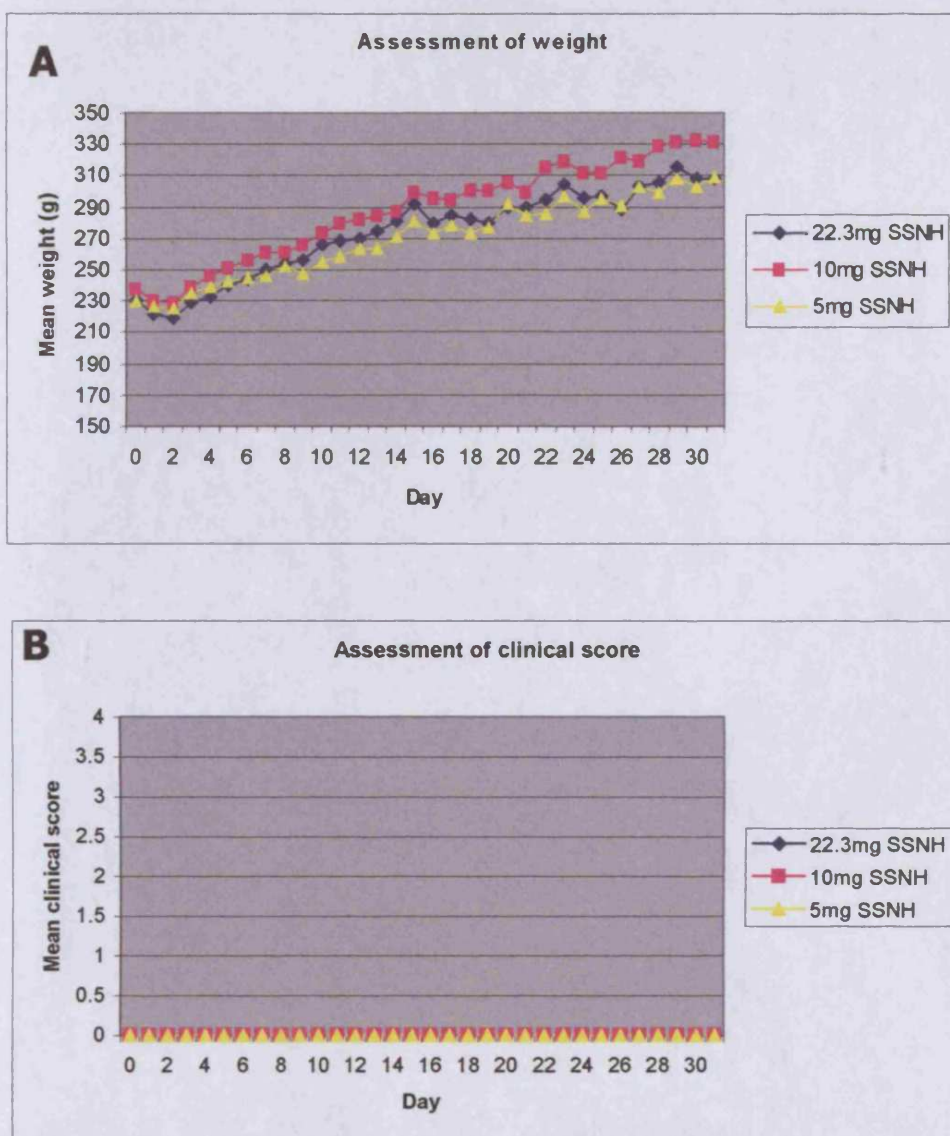 A
Assessment of weight
Mean weight (g)
350
330
310
290
270
250
230
210
190
170
150
0 2 4 6 8 10 12 14 16 18 20 22 24 26 28 30
Day
22.3mg SSNH
10mg SSNH
5mg SSNH
B
Assessment of clinical score
Mean clinical score
4
3.5
3
2.5
2
1.5
1
0.5
0
0 2 4 6 8 10 12 14 16 18 20 22 24 26 28 30
Day
22.3mg SSNH
10mg SSNH
5mg SSNH